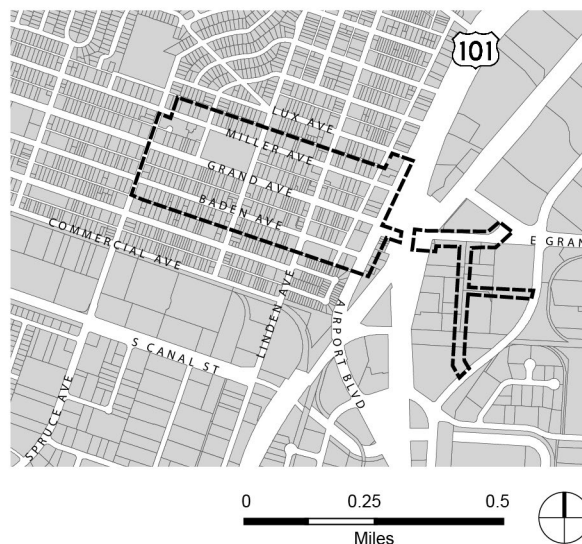 101
LUX AVE
MILLER AVE
GRAND AVE
BADEN AVE
COMMERCIAL AVE
E GRAN
LINDEN AVE
AIRPORT BLVD
S CANAL ST
SPRUCE AVE
0 0.25 0.5
Miles